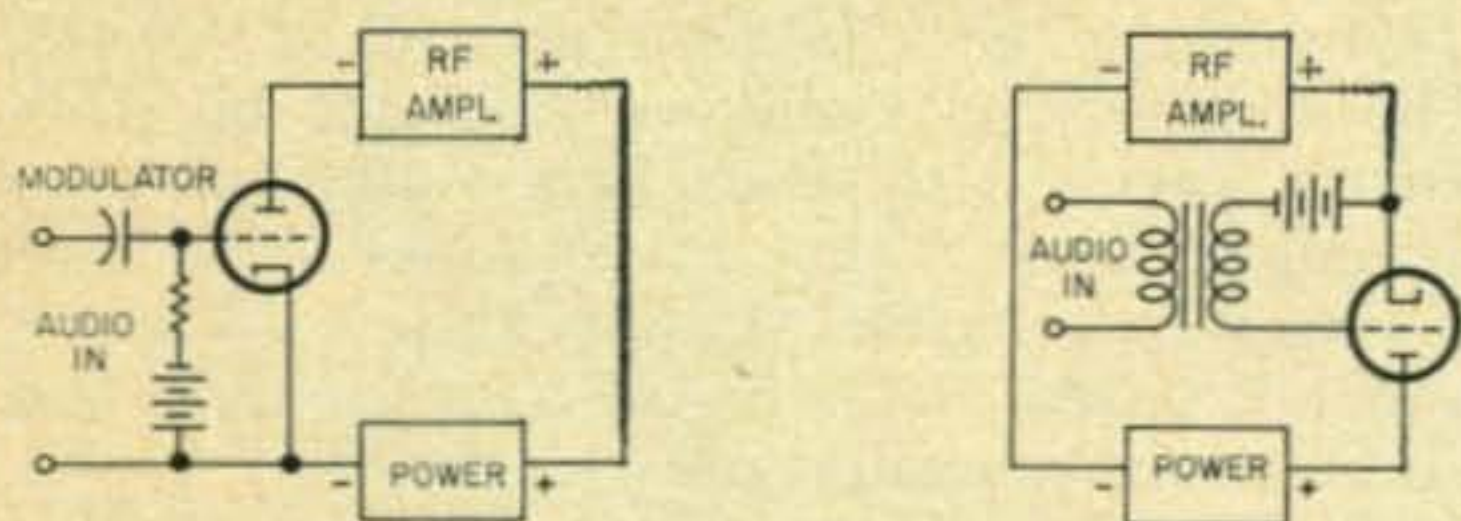 - RF +
AMPL.
MODULATOR
AUDIO
IN
- POWER +
- RF +
AMPL.
AUDIO
IN
- POWER +